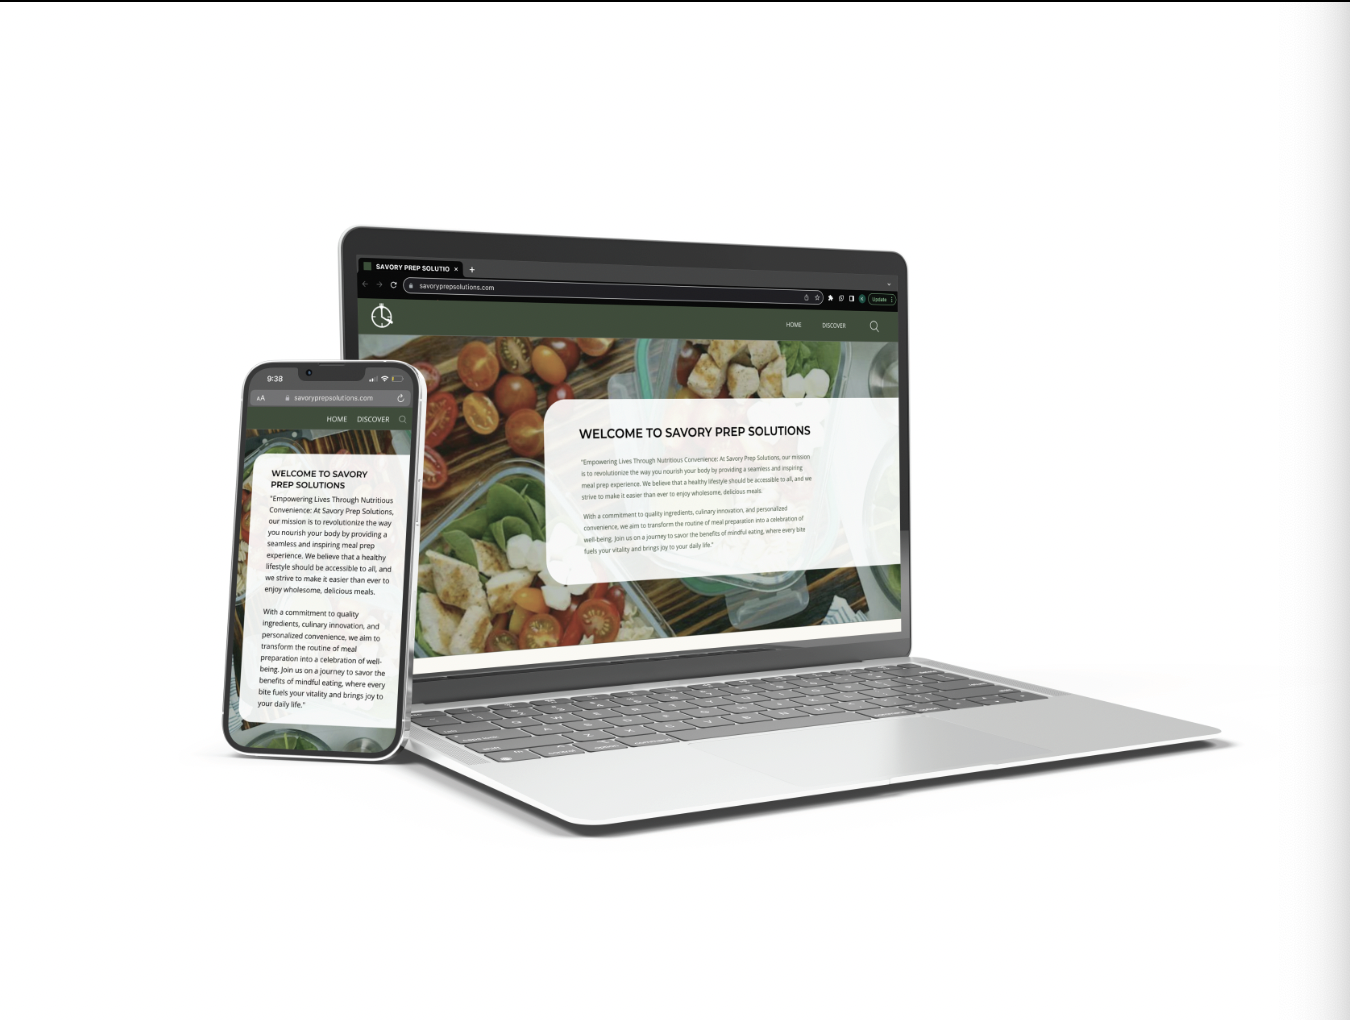 SAVORY PREP SOLUTIO × +
savoryprepsolutions.com
Update
HOME DISCOVER
WELCOME TO SAVORY PREP SOLUTIONS
"Empowering Lives Through Nutritious Convenience: At Savory Prep Solutions, our mission
is to revolutionize the way you nourish your body by providing a seamless and inspiring
meal prep experience. We believe that a healthy lifestyle should be accessible to all, and we
strive to make it easier than ever to enjoy wholesome, delicious meals.
With a commitment to quality ingredients, culinary innovation, and personalized
convenience, we aim to transform the routine of meal preparation into a celebration of
well-being. Join us on a journey to savor the benefits of mindful eating, where every bite
fuels your vitality and brings joy to your daily life."
9:38
AA savoryprepsolutions.com
HOME DISCOVER
WELCOME TO SAVORY
PREP SOLUTIONS
"Empowering Lives Through Nutritious
Convenience: At Savory Prep Solutions,
our mission is to revolutionize the way
you nourish your body by providing a
seamless and inspiring meal prep
experience. We believe that a healthy
lifestyle should be accessible to all, and
we strive to make it easier than ever to
enjoy wholesome, delicious meals.
With a commitment to quality
ingredients, culinary innovation, and
personalized convenience, we aim to
transform the routine of meal
preparation into a celebration of well-
being. Join us on a journey to savor the
benefits of mindful eating, where every
bite fuels your vitality and brings joy to
your daily life."